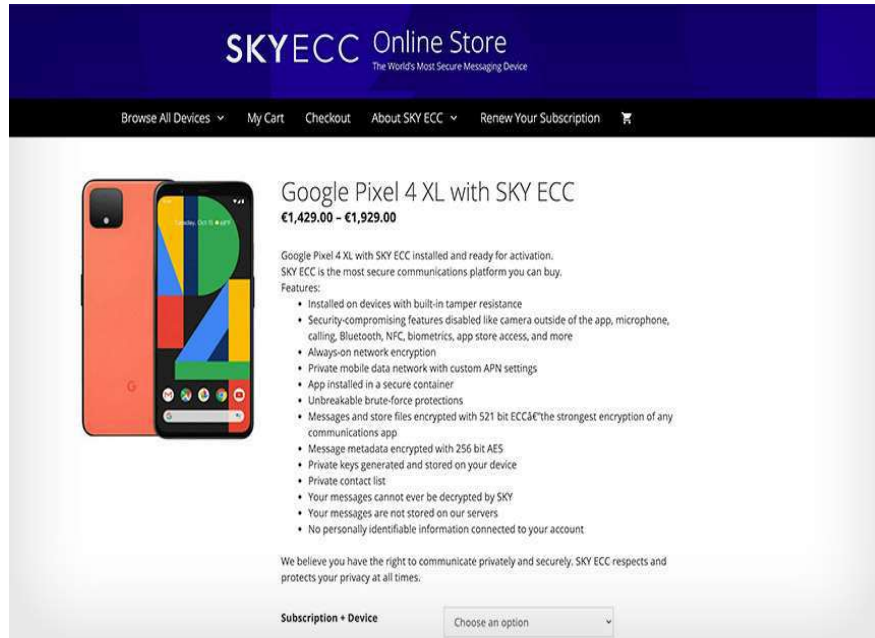 SKYECC Online Store
The World's Most Secure Messaging Device
Browse All Devices My Cart Checkout About SKY ECC Renew Your Subscription
Google Pixel 4 XL with SKY ECC
€1,429.00 – €1,929.00
Google Pixel 4 XL with SKY ECC installed and ready for activation.
SKY ECC is the most secure communications platform you can buy.
Features:
• Installed on devices with built-in tamper resistance
• Security-compromising features disabled like camera outside of the app, microphone,
calling, Bluetooth, NFC, biometrics, app store access, and more
• Always-on network encryption
• Private mobile data network with custom APN settings
• App installed in a secure container
• Unbreakable brute-force protections
• Messages and store files encrypted with 521 bit ECCâ€"the strongest encryption of any
communications app
• Message metadata encrypted with 256 bit AES
• Private keys generated and stored on your device
• Private contact list
• Your messages cannot ever be decrypted by SKY
• Your messages are not stored on our servers
• No personally identifiable information connected to your account
We believe you have the right to communicate privately and securely. SKY ECC respects and
protects your privacy at all times.
Subscription + Device Choose an option